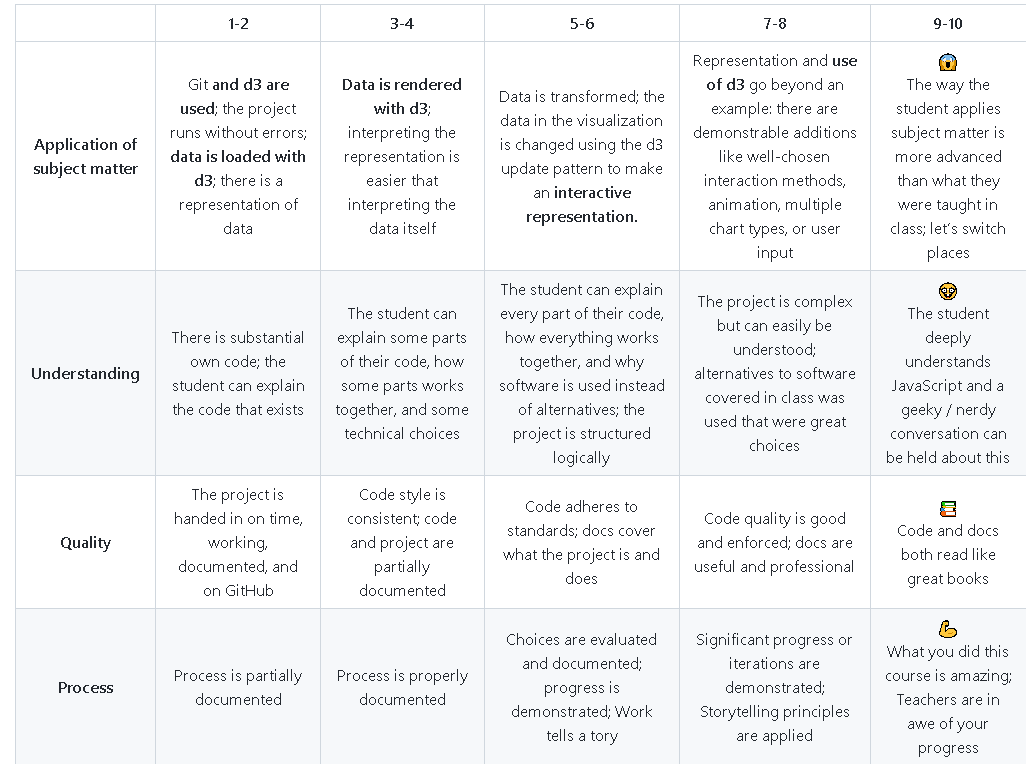 1-2
3-4
5-6
7-8
9-10
Application of
subject matter
Git and d3 are
used; the project
runs without errors;
data is loaded with
d3; there is a
representation of
data
Data is rendered
with d3;
interpreting the
representation is
easier that
interpreting the
data itself
Data is transformed; the
data in the visualization
is changed using the d3
update pattern to make
an interactive
representation.
Representation and use
of d3 go beyond an
example: there are
demonstrable additions
like well-chosen
interaction methods,
animation, multiple
chart types, or user
input
😱
The way the
student applies
subject matter is
more advanced
than what they
were taught in
class; let's switch
places
Understanding
There is substantial
own code; the
student can explain
the code that exists
The student can
explain some parts
of their code, how
some parts works
together, and some
technical choices
The student can explain
every part of their code,
how everything works
together, and why
software is used instead
of alternatives; the
project is structured
logically
The project is complex
but can easily be
understood;
alternatives to software
covered in class was
used that were great
choices
🤓
The student
deeply
understands
JavaScript and a
geeky / nerdy
conversation can
be held about this
Quality
The project is
handed in on time,
working,
documented, and
on GitHub
Code style is
consistent; code
and project are
partially
documented
Code adheres to
standards; docs cover
what the project is and
does
Code quality is good
and enforced; docs are
useful and professional
📚
Code and docs
both read like
great books
Process
Process is partially
documented
Process is properly
documented
Choices are evaluated
and documented;
progress is
demonstrated; Work
tells a tory
Significant progress or
iterations are
demonstrated;
Storytelling principles
are applied
💪
What you did this
course is amazing;
Teachers are in
awe of your
progress